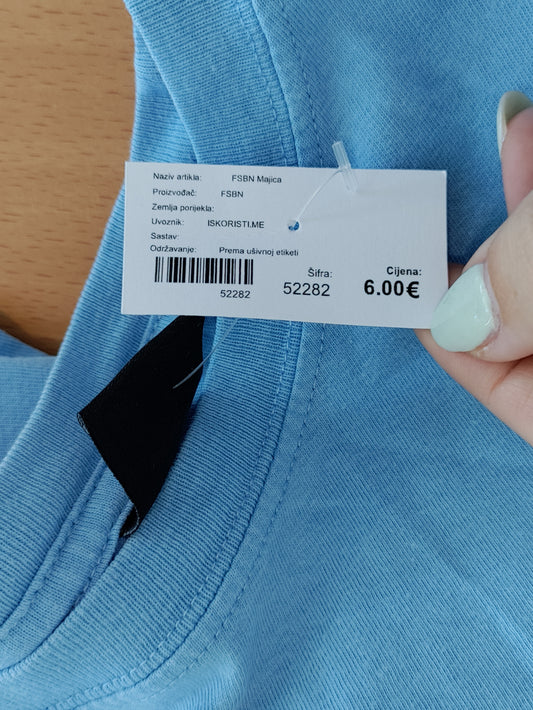 Naziv artikla: FSBN Majica
Proizvođač: FSBN
Zemlja porijekla:
Uvoznik: ISKORISTI.ME
Sastav:
Održavanje: Prema ušivnoj etiketi
52282
Šifra: 52282
Cijena: 6.00€